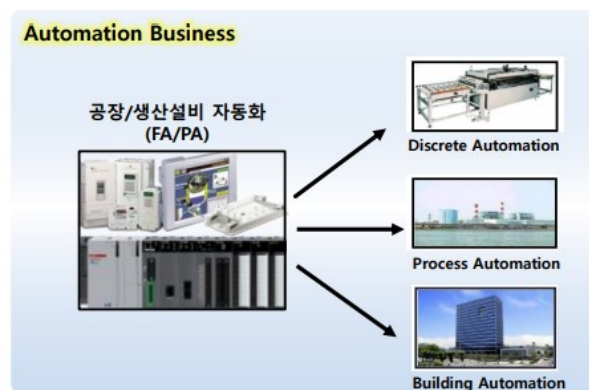 Automation Business
공장/생산설비 자동화
(FA/PA)
Discrete Automation
Process Automation
Building Automation